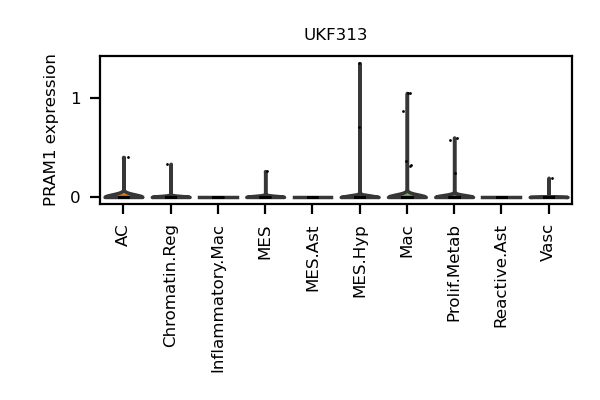 UKF313
PRAM1 expression
1
0
AC
Chromatin.Reg
Inflammatory.Mac
MES
MES.Ast
MES.Hyp
Mac
Prolif.Metab
Reactive.Ast
Vasc